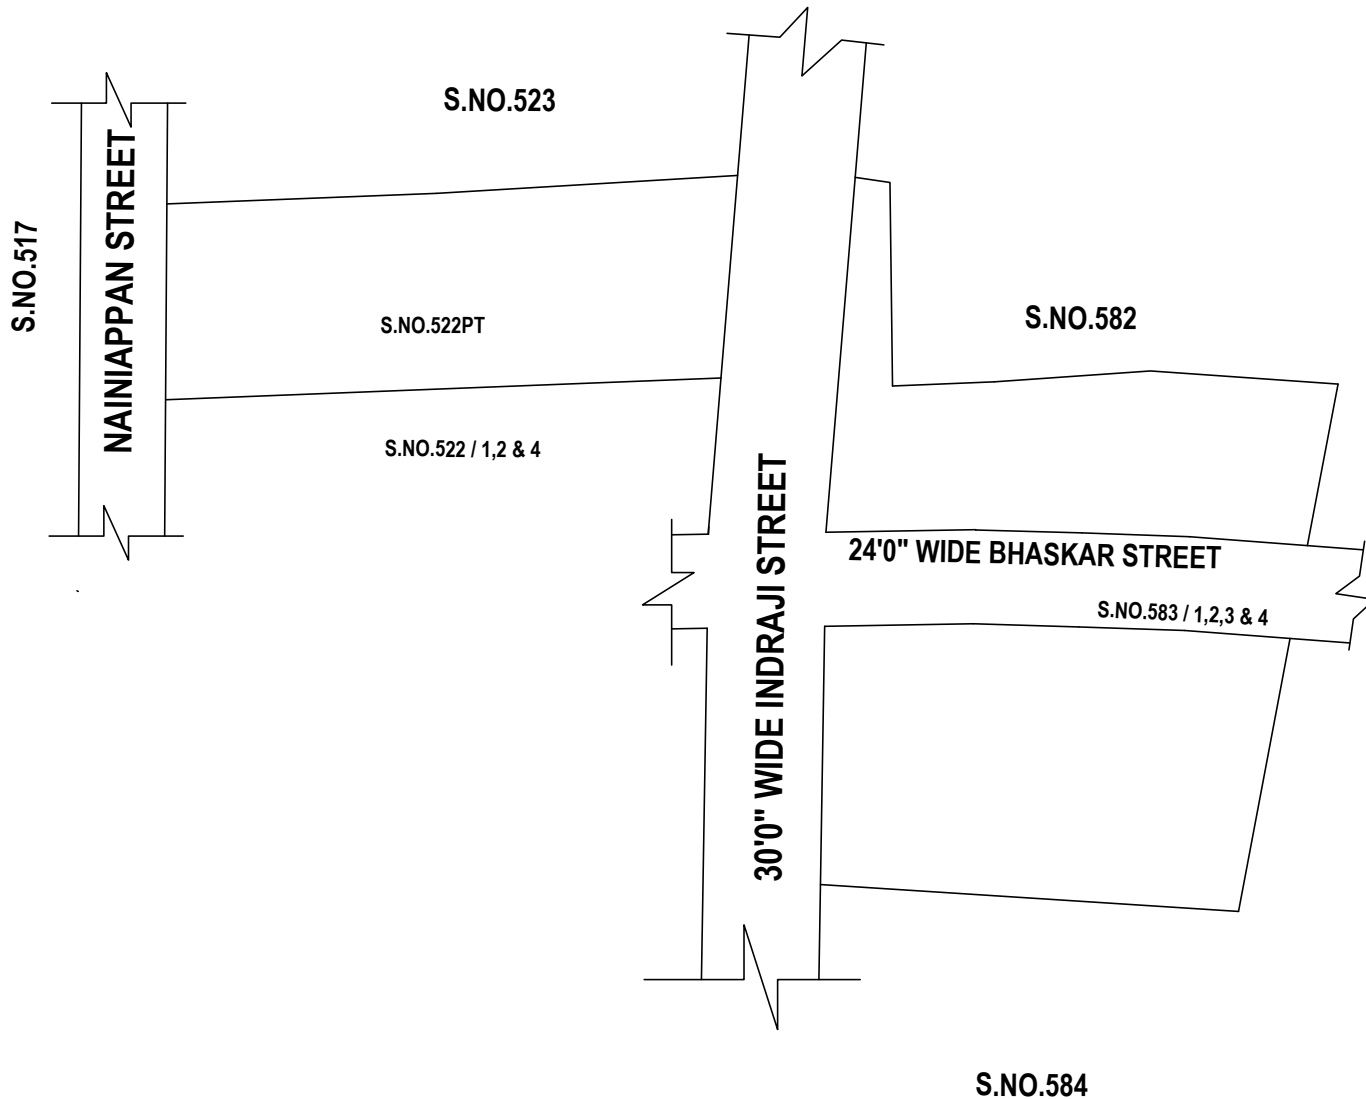 S.NO.523
S.NO.517
NAINIAPPAN STREET
S.NO.522PT
S.NO.582
S.NO.522 / 1,2 & 4
30'0" WIDE INDRAJI STREET
24'0" WIDE BHASKAR STREET
S.NO.583 / 1,2,3 & 4
S.NO.584